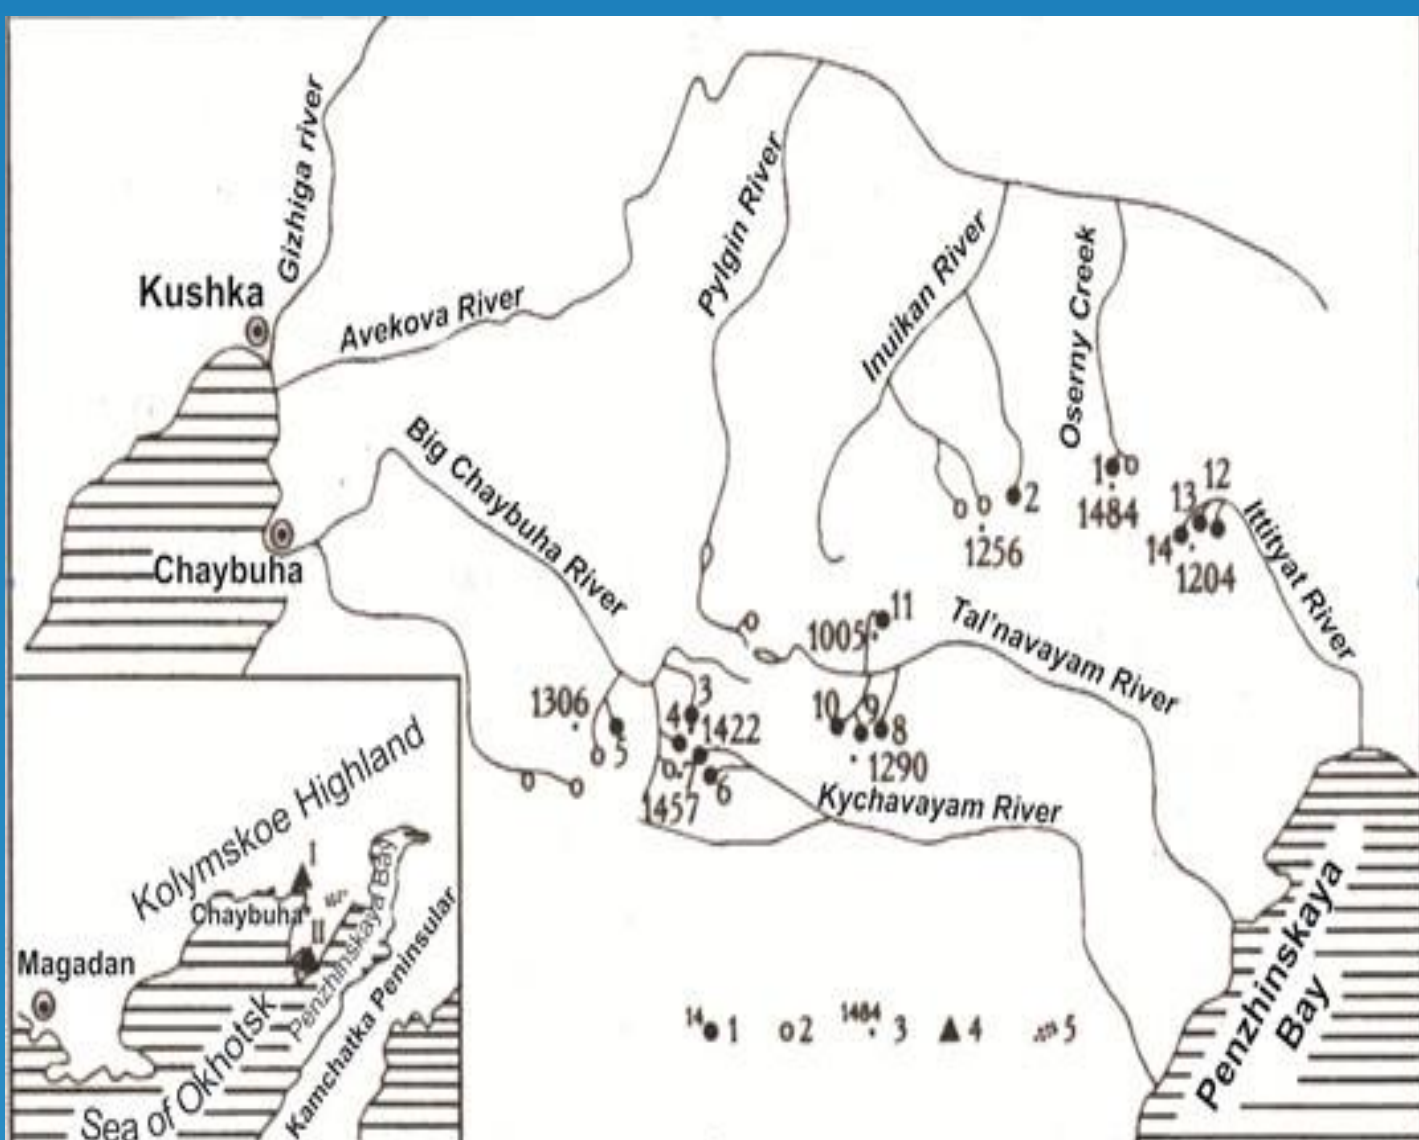 Gizhiga river
Kushka
Avekova River
Pylgin River
Inuikan River
Oserny Creek
Big Chaybuha River
Chaybuha
1
1484
2
1256
12
13
14
1204
Ittityat River
11
1005
Tal'navayam River
3
4
1422
1306
5
7
6
1457
10
9
8
1290
Kychavayam River
Penzhinskaya
Bay
Kolymskoe Highland
I
Chaybuha
II
Penzhinskaya Bay
Magadan
Sea of Okhotsk
Kamchatka Peninsular
14 1
2
1484 3
4
5